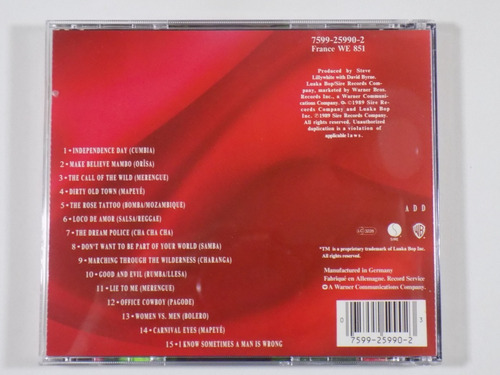 7599-25990-2
France WE 851
Produced by Steve
Lillywhite with David Byrne.
Luaka Bop/Sire Records Com-
pany, marketed by Warner Bros.
Records Inc., a Warner Communi-
cations Company. ℗-©1989 Sire Re-
cords Company and Luaka Bop
Inc. ℗1989 Sire Records Company.
All rights reserved. Unauthorized
duplication is a violation of
applicable laws.
1 • INDEPENDENCE DAY (CUMBIA)
2 • MAKE BELIEVE MAMBO (ORÏSA)
3 • THE CALL OF THE WILD (MERENGUE)
4 • DIRTY OLD TOWN (MAPEYÉ)
5 • THE ROSE TATTOO (BOMBA/MOZAMBIQUE)
6 • LOCO DE AMOR (SALSA/REGGAE)
7 • THE DREAM POLICE (CHA CHA CHA)
8 • DON'T WANT TO BE PART OF YOUR WORLD (SAMBA)
9 • MARCHING THROUGH THE WILDERNESS (CHARANGA)
10 • GOOD AND EVIL (RUMBA/LLESA)
11 • LIE TO ME (MERENGUE)
12 • OFFICE COWBOY (PAGODE)
13 • WOMEN VS. MEN (BOLERO)
14 • CARNIVAL EYES (MAPEYÉ)
15 • I KNOW SOMETIMES A MAN IS WRONG
A D D
SIRE
WB
*TM is a proprietary trademark of Luaka Bop Inc.
All rights reserved.
Manufactured in Germany
Fabriqué en Allemagne. Record Service
A Warner Communications Company.
0 3
7599-25990-2